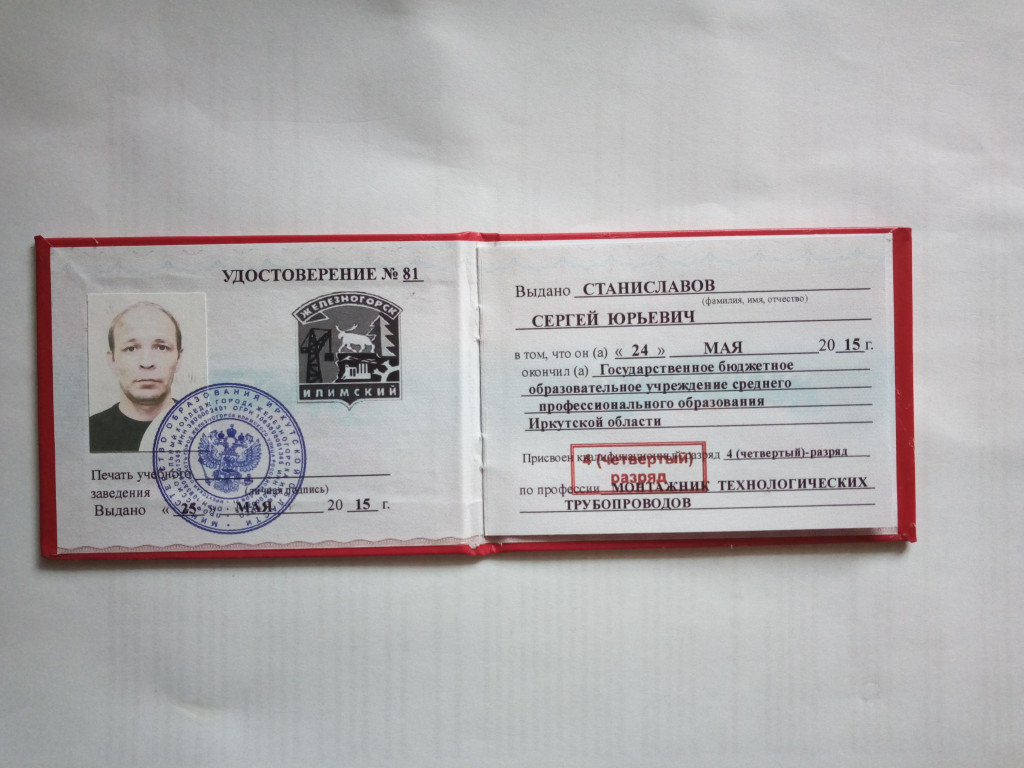 УДОСТОВЕРЕНИЕ № 81
ЖЕЛЕЗНОГОРСК
ИЛИМСКИЙ
Печать учебного
заведения
(личная подпись)
Выдано « 25 » МАЯ 20 15 г.
Выдано СТАНИСЛАВОВ
(фамилия, имя, отчество)
СЕРГЕЙ ЮРЬЕВИЧ
в том, что он (а) « 24 » МАЯ 20 15 г.
окончил (а) Государственное бюджетное
образовательное учреждение среднего
профессионального образования
Иркутской области
Присвоен квалификационный разряд 4 (четвертый)-разряд
4 (четвертый)
разряд
по профессии МОНТАЖНИК ТЕХНОЛОГИЧЕСКИХ
ТРУБОПРОВОДОВ